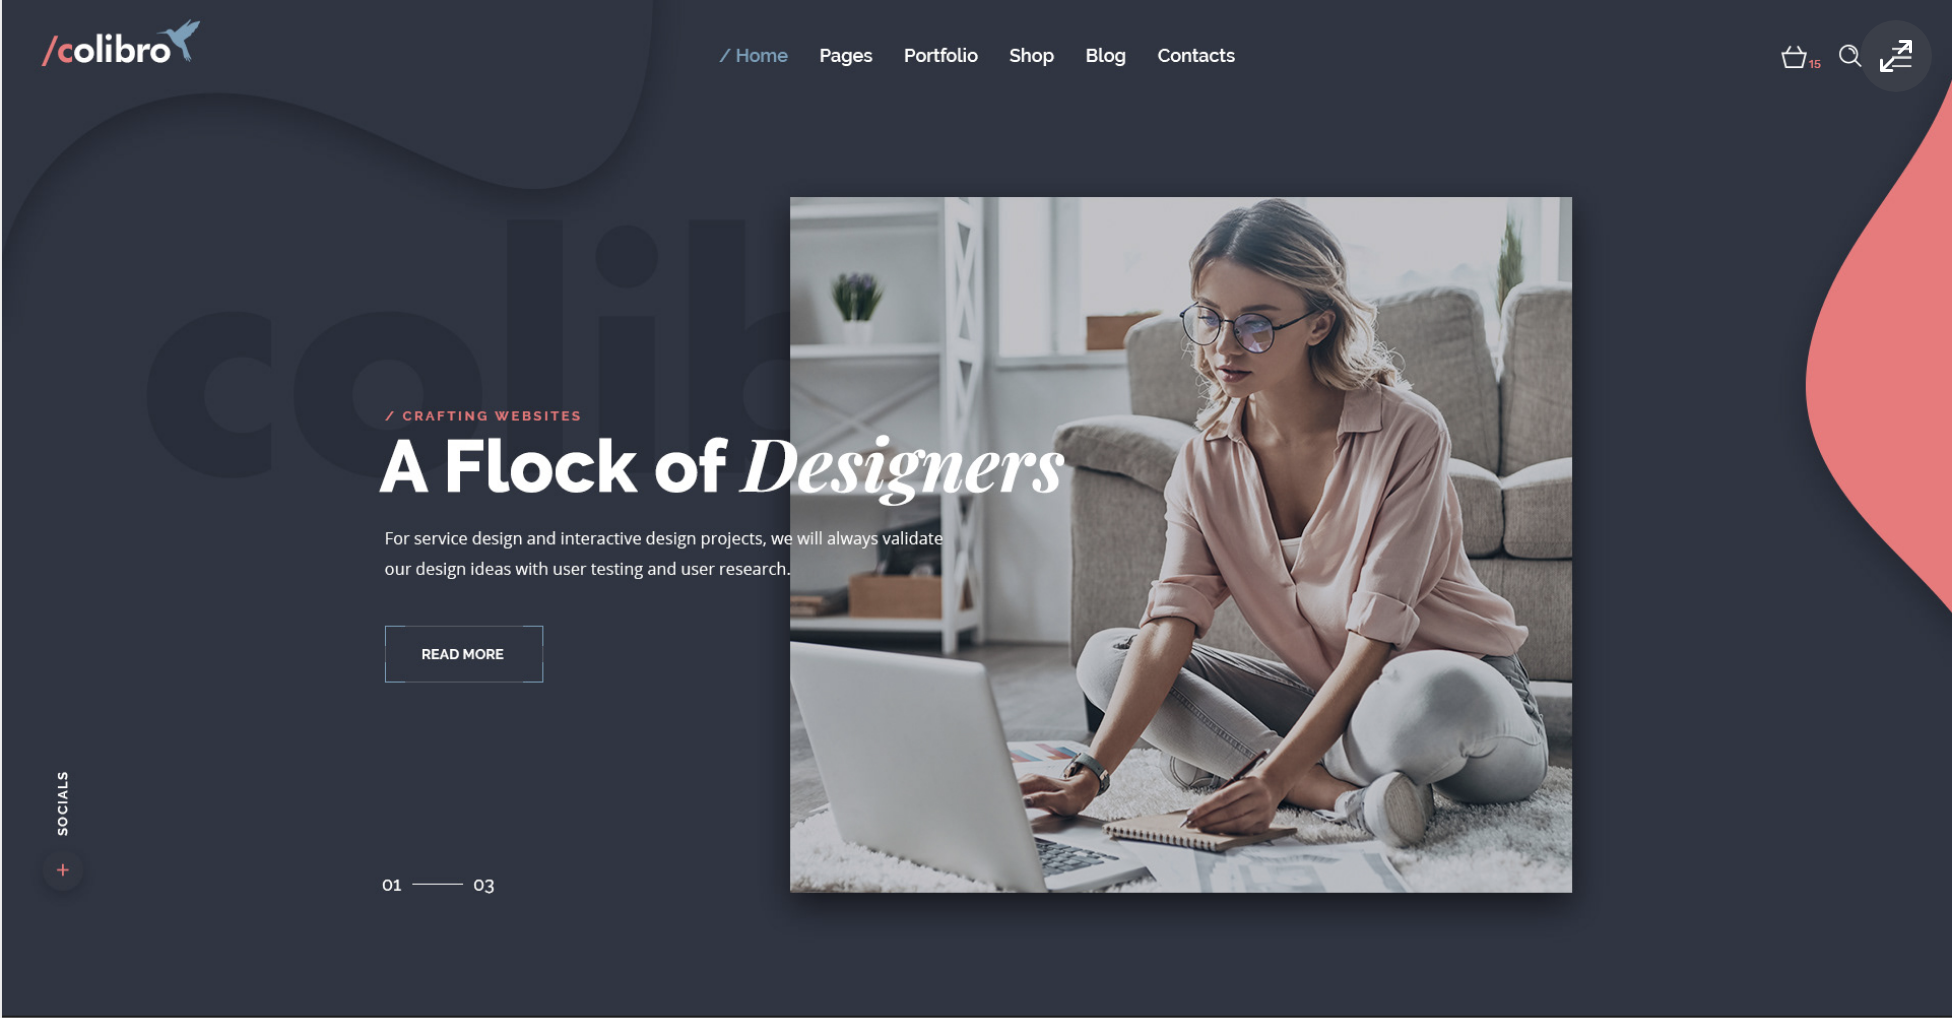 /colibro
/ Home Pages Portfolio Shop Blog Contacts
15
colib
/ CRAFTING WEBSITES
A Flock of Designers
For service design and interactive design projects, we will always validate
our design ideas with user testing and user research.
READ MORE
SOCIALS
+
01 03